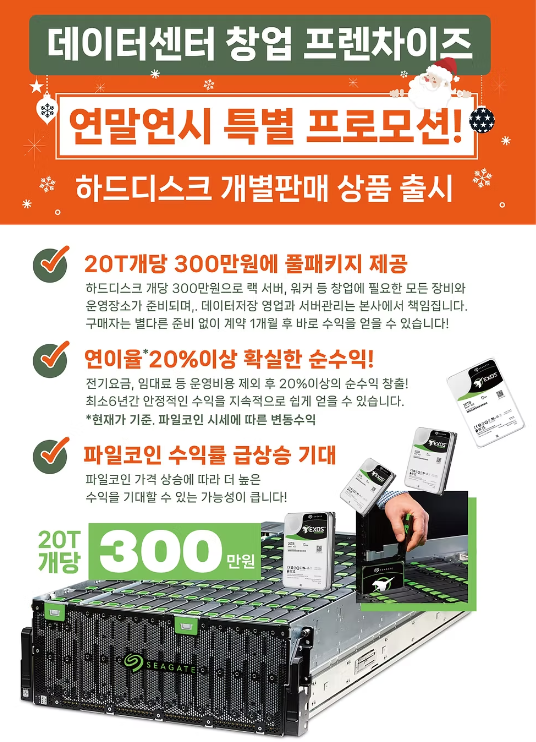 데이터센터 창업 프렌차이즈
연말연시 특별 프로모션!
하드디스크 개별판매 상품 출시
20T개당 300만원에 풀패키지 제공
하드디스크 개당 300만원으로 랙 서버, 워커 등 창업에 필요한 모든 장비와
운영장소가 준비되며,. 데이터저장 영업과 서버관리는 본사에서 책임집니다.
구매자는 별다른 준비 없이 계약 1개월 후 바로 수익을 얻을 수 있습니다!
연이율*20%이상 확실한 순수익!
전기요금, 임대료 등 운영비용 제외 후 20%이상의 순수익 창출!
최소6년간 안정적인 수익을 지속적으로 쉽게 얻을 수 있습니다.
*현재가 기준, 파일코인 시세에 따른 변동수익
파일코인 수익률 급상승 기대
파일코인 가격 상승에 따라 더 높은
수익을 기대할 수 있는 가능성이 큽니다!
EXOS
EXOS
EXOS
20T
개당
300만원
SEAGATE